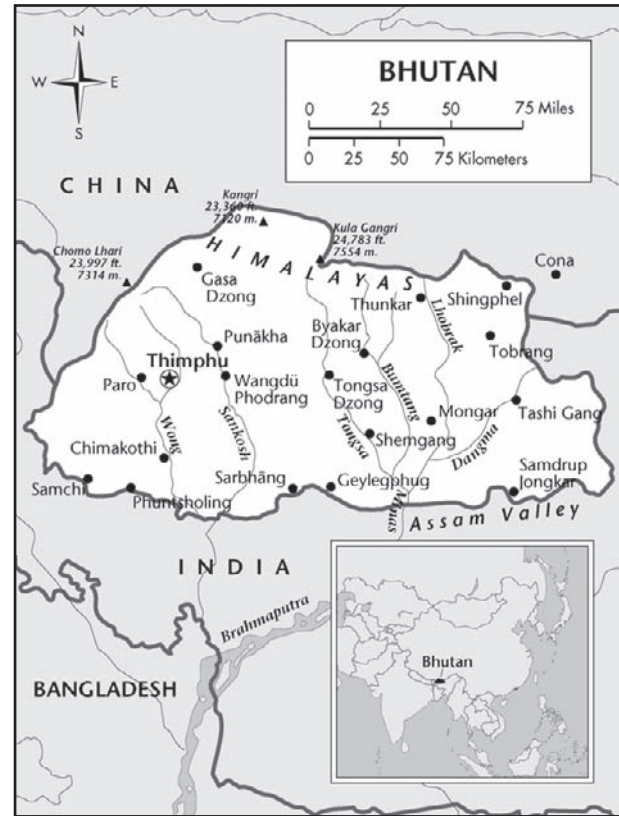 N
W E
S
BHUTAN
0 25 50 75 Miles
0 25 50 75 Kilometers
CHINA
Kangri
23,360 ft.
7120 m.
Kula Gangri
24,783 ft.
7554 m.
Chomo Lhari
23,997 ft.
7314 m.
HIMALAYAS
Cona
Gasa
Dzong
Thunkar
Shingphel
Lhobrak
Punākha
Byakar
Dzong
Tobrang
Thimphu
Paro
Wangdü
Phodrang
Tongsa
Dzong
Bumtang
Tashi Gang
Wong
Sankosh
Tongsa
Mongar
Shemgang
Dangma
Chimakothi
Samchi
Phuntsholing
Sarbhāng
Geylegphug
Manas
Samdrup
Jongkar
Assam Valley
INDIA
Brahmaputra
BANGLADESH
Bhutan